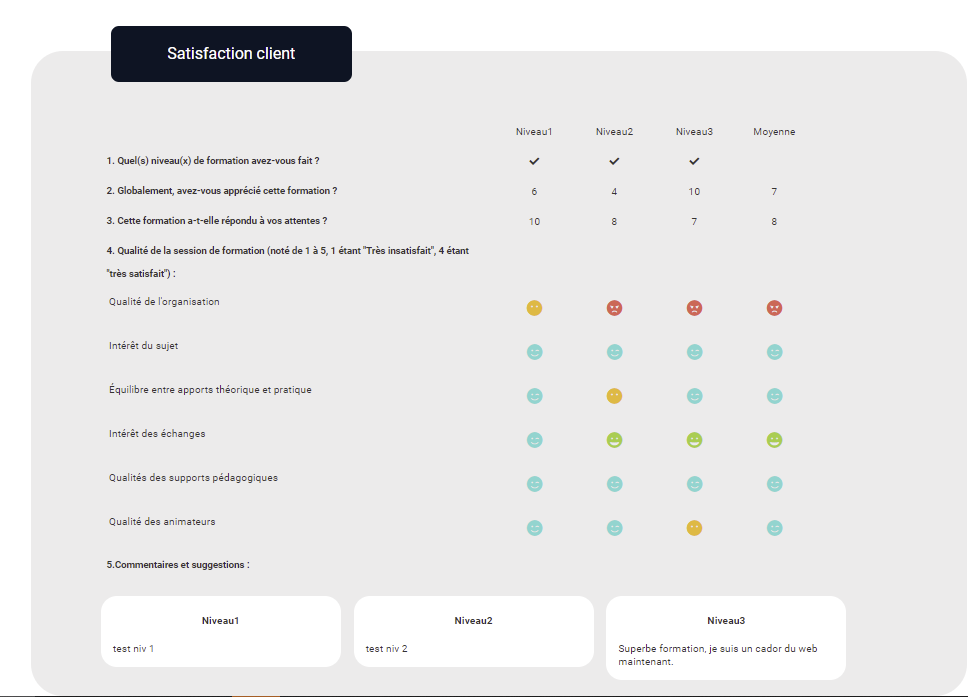 Satisfaction client
Niveau1 Niveau2 Niveau3 Moyenne
1. Quel(s) niveau(x) de formation avez-vous fait ?
2. Globalement, avez-vous apprécié cette formation ? 6 4 10 7
3. Cette formation a-t-elle répondu à vos attentes ? 10 8 7 8
4. Qualité de la session de formation (noté de 1 à 5, 1 étant "Très insatisfait", 4 étant
"très satisfait") :
Qualité de l'organisation
Intérêt du sujet
Équilibre entre apports théorique et pratique
Intérêt des échanges
Qualités des supports pédagogiques
Qualité des animateurs
5.Commentaires et suggestions :
Niveau1
test niv 1
Niveau2
test niv 2
Niveau3
Superbe formation, je suis un cador du web
maintenant.